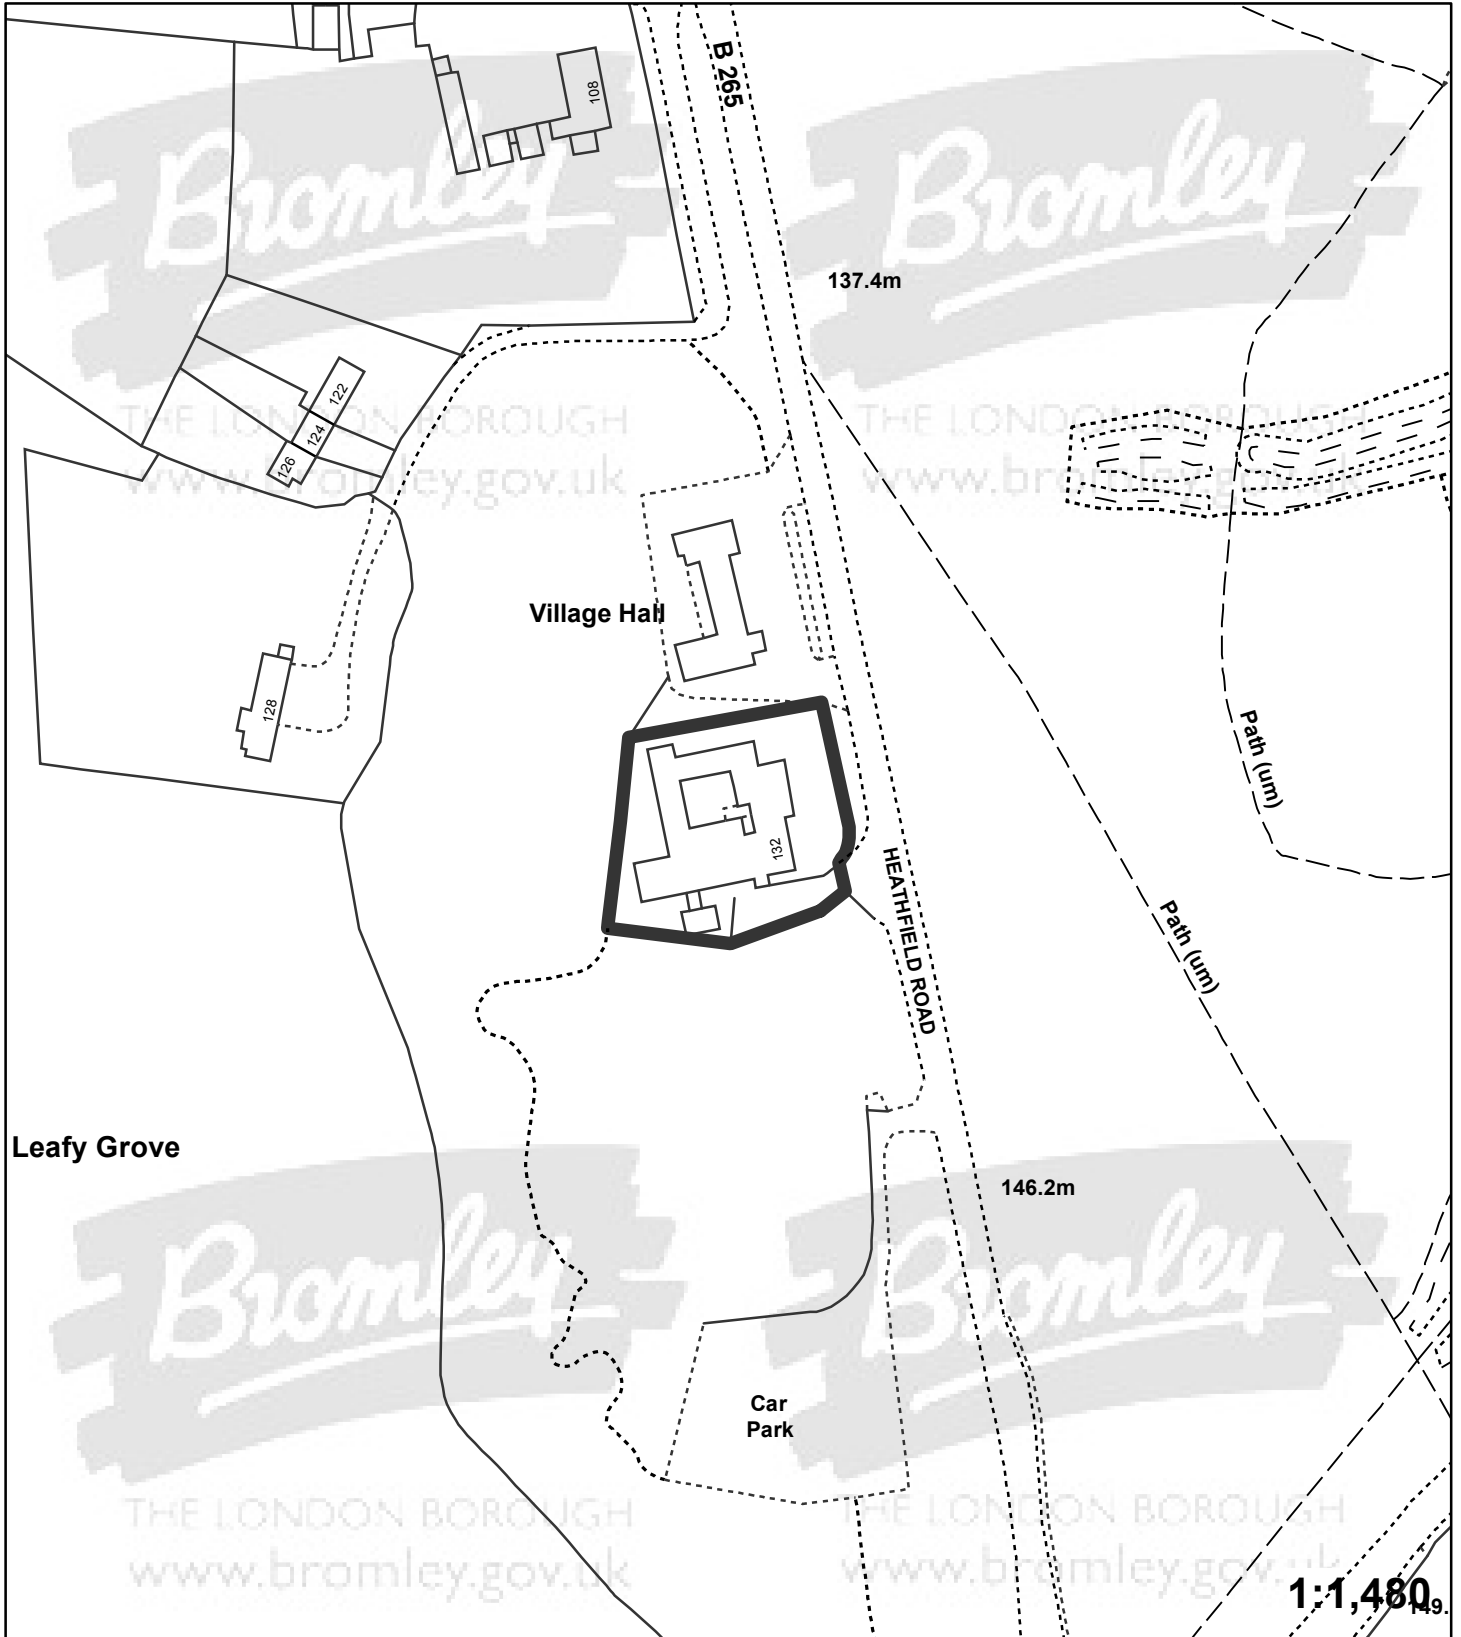 B 265
108
Bromley
Bromley
137.4m
122
124
126
THE LONDON BOROUGH
www.bromley.gov.uk
THE LONDON BOROUGH
www.bromley.gov.uk
Village Hall
128
Path (um)
132
HEATHFIELD ROAD
Path (um)
Leafy Grove
146.2m
Bromley
Bromley
Car
Park
THE LONDON BOROUGH
www.bromley.gov.uk
THE LONDON BOROUGH
www.bromley.gov.uk
1:1,480
149.